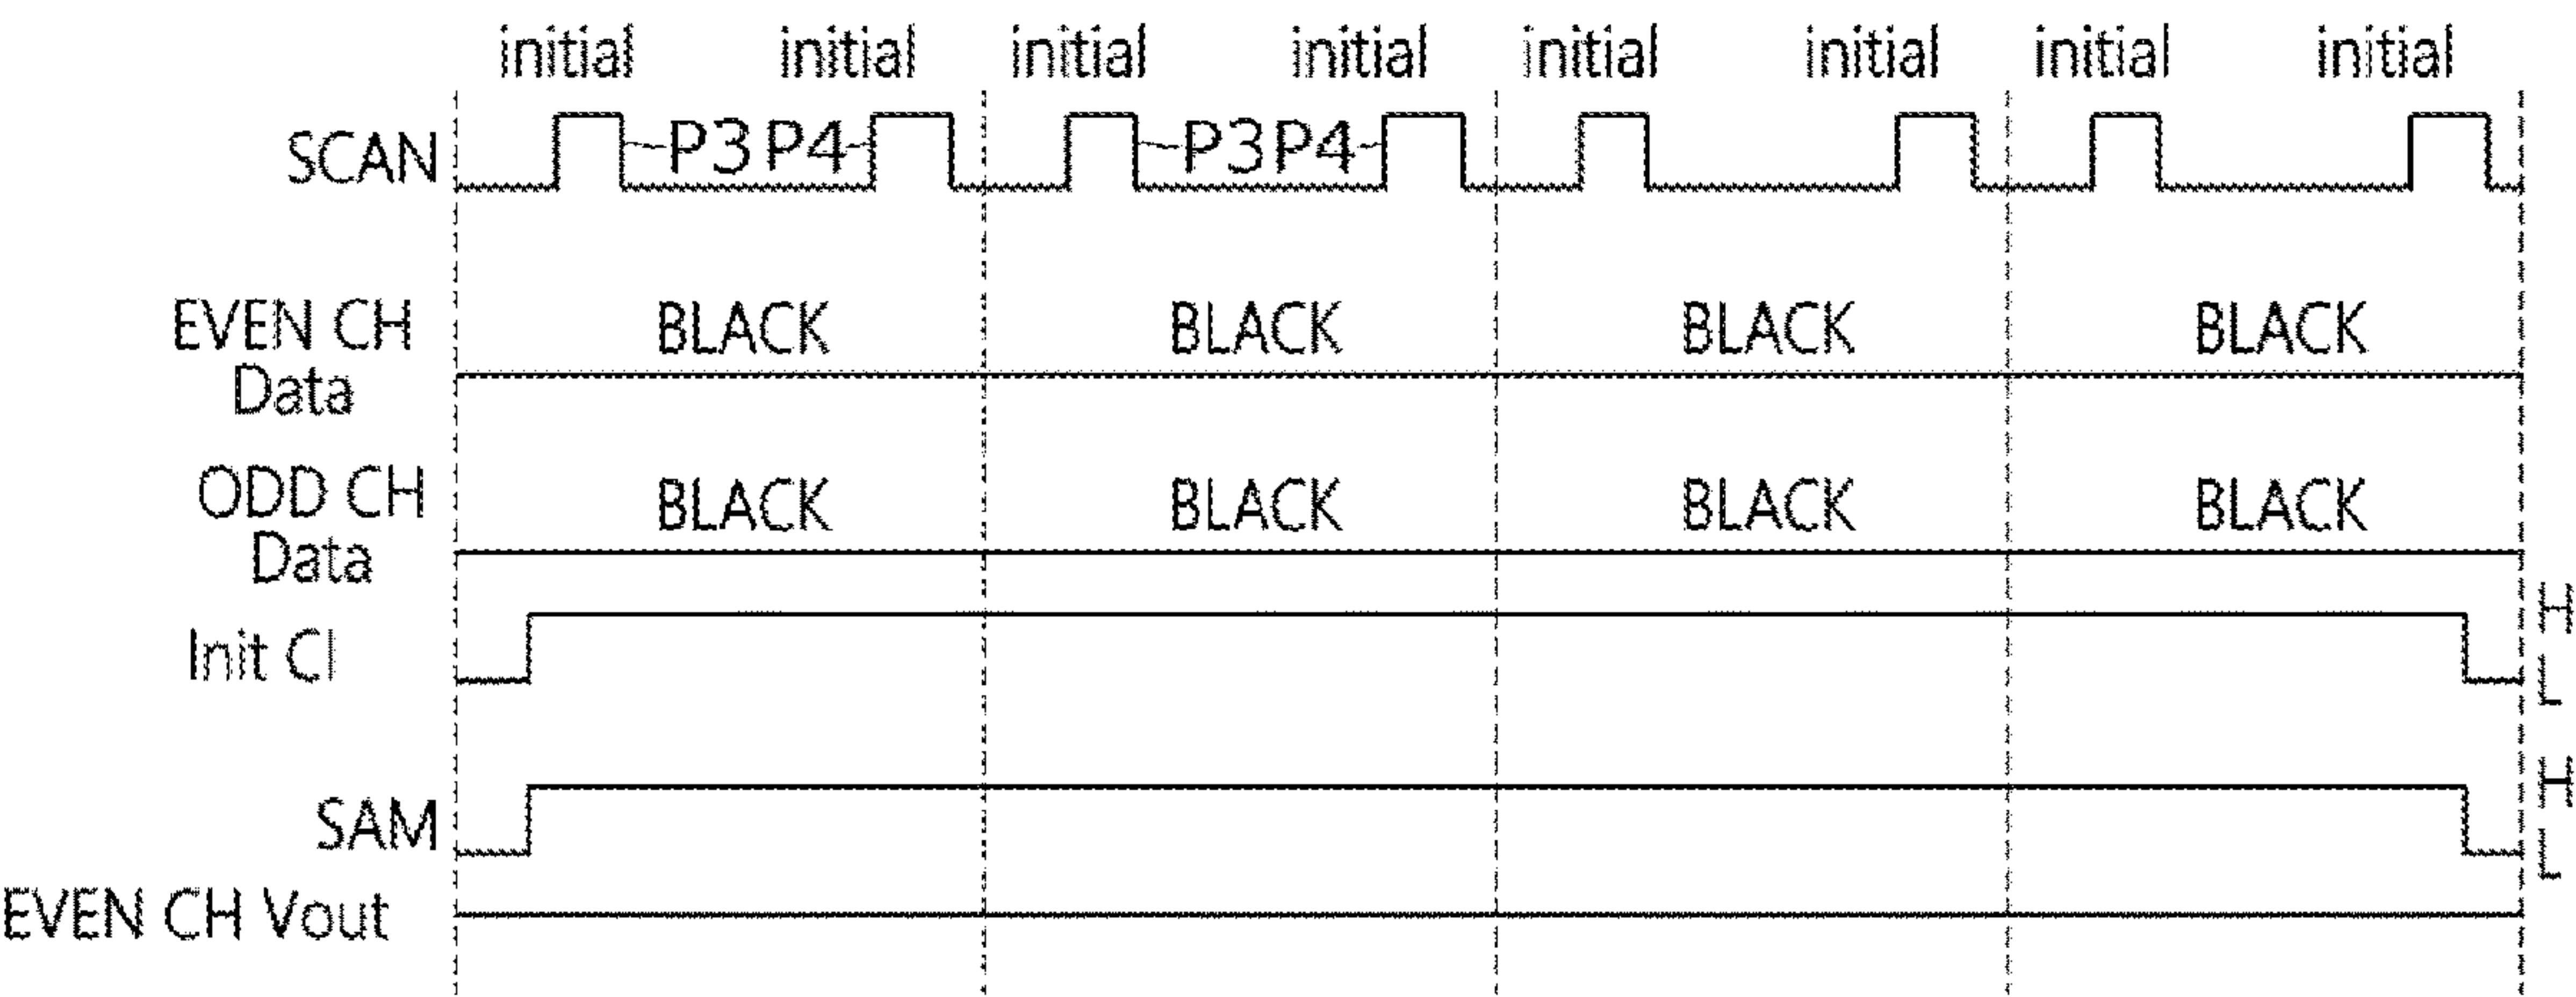 initial initial initial initial initial initial initial initial
SCAN P3 P4 P3 P4
EVEN CH BLACK BLACK BLACK BLACK
Data
ODD CH BLACK BLACK BLACK BLACK
Data
H
Init CI
L
H
SAM
L
EVEN CH Vout